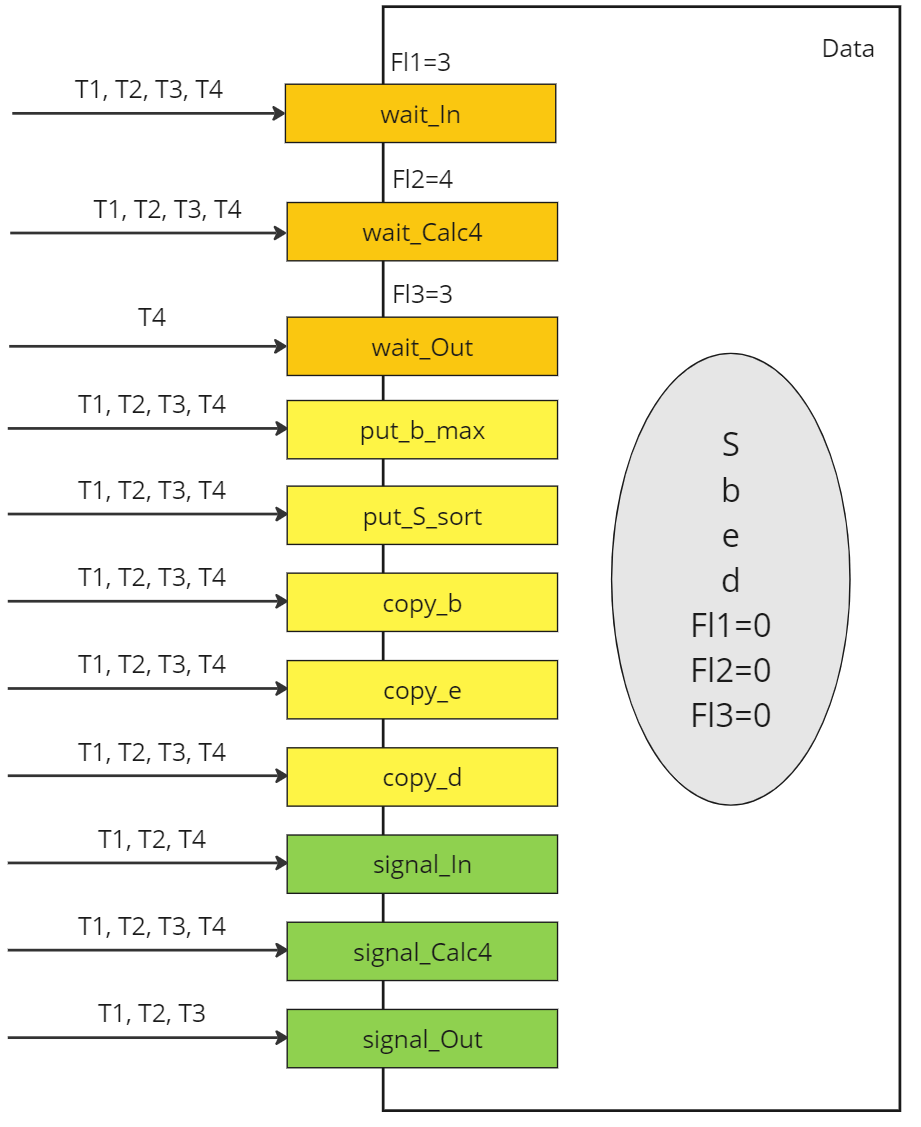 Data
Fl1=3
T1, T2, T3, T4
wait_In
Fl2=4
T1, T2, T3, T4
wait_Calc4
Fl3=3
T4
wait_Out
T1, T2, T3, T4
put_b_max
T1, T2, T3, T4
put_S_sort
T1, T2, T3, T4
copy_b
T1, T2, T3, T4
copy_e
T1, T2, T3, T4
copy_d
T1, T2, T4
signal_In
T1, T2, T3, T4
signal_Calc4
T1, T2, T3
signal_Out
S
b
e
d
Fl1=0
Fl2=0
Fl3=0